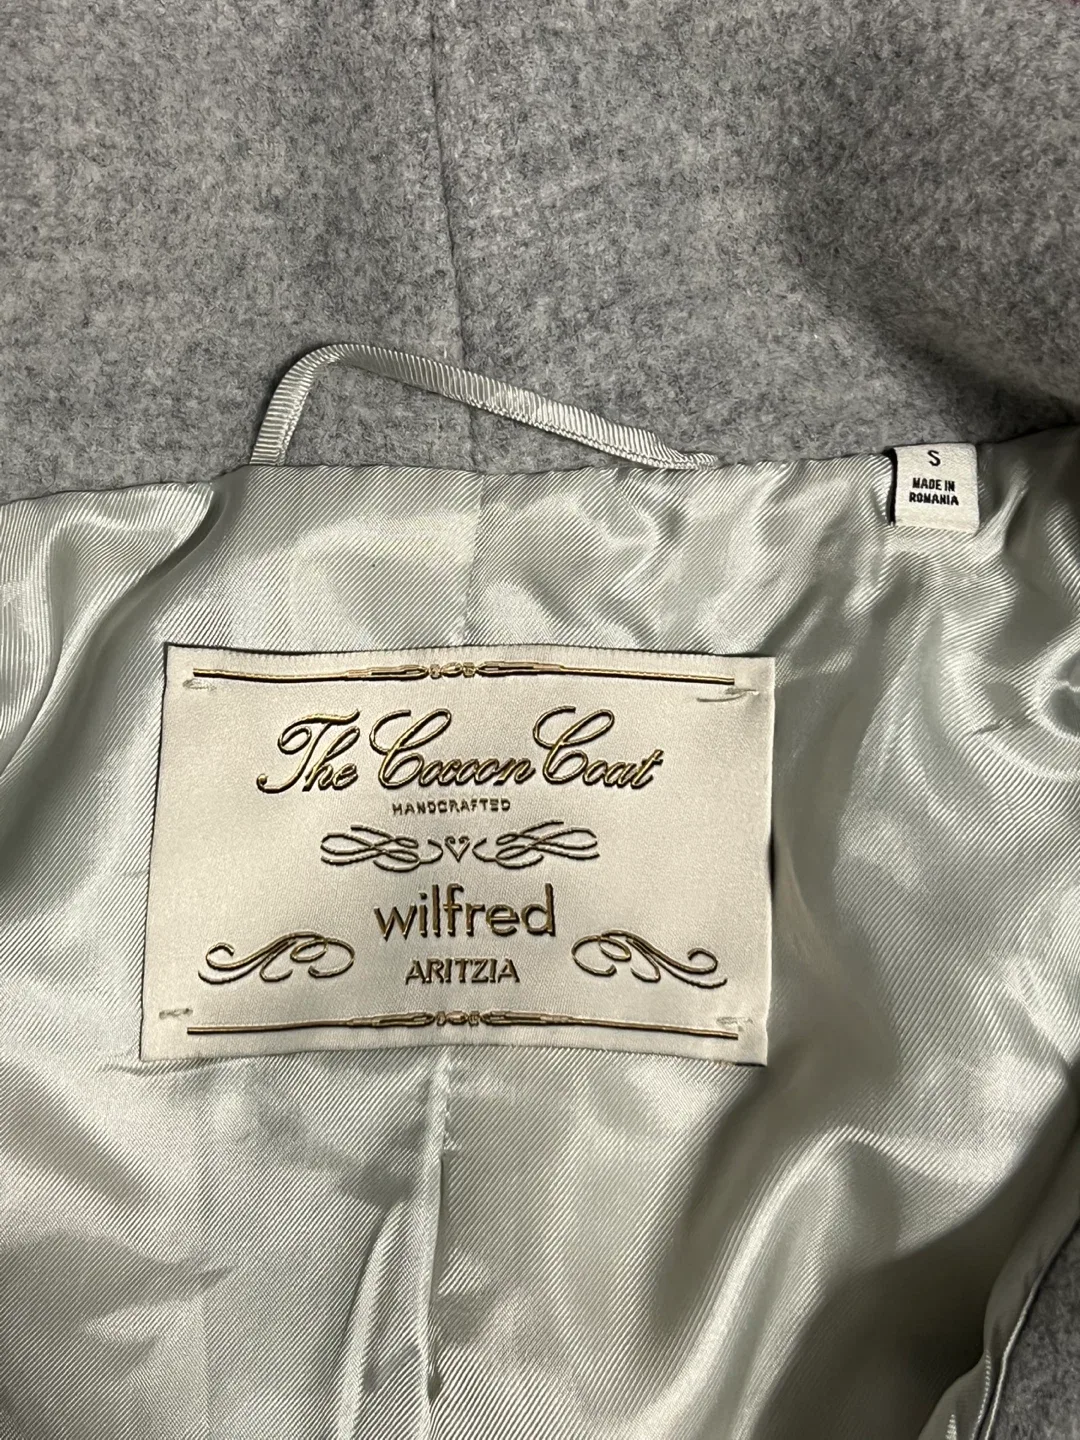 S
MADE IN
ROMANIA
The Cocoon Coat
HANDCRAFTED
wilfred
ARITZIA